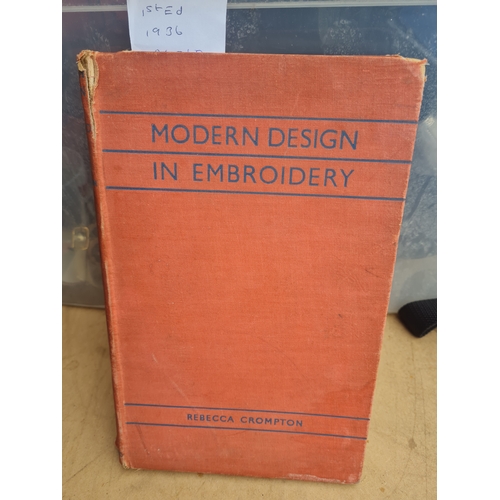 1st Ed
1936
MODERN DESIGN
IN EMBROIDERY
REBECCA CROMPTON